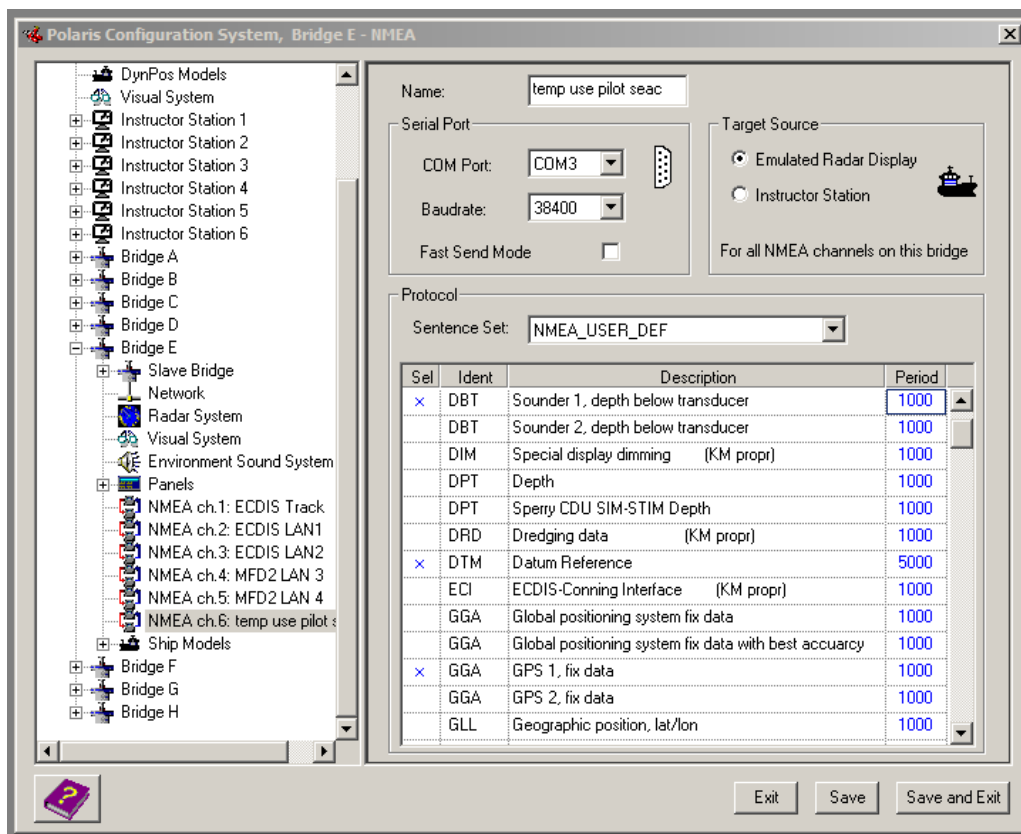 Polaris Configuration System, Bridge E - NMEA
DynPos Models
Visual System
Instructor Station 1
Instructor Station 2
Instructor Station 3
Instructor Station 4
Instructor Station 5
Instructor Station 6
Bridge A
Bridge B
Bridge C
Bridge D
Bridge E
Slave Bridge
Network
Radar System
Visual System
Environment Sound System
Panels
NMEA ch.1: ECDIS Track
NMEA ch.2: ECDIS LAN1
NMEA ch.3: ECDIS LAN2
NMEA ch.4: MFD2 LAN 3
NMEA ch.5: MFD2 LAN 4
NMEA ch.6: temp use pilot s
Ship Models
Bridge F
Bridge G
Bridge H
Name: temp use pilot seac
Serial Port
COM Port: COM3
Baudrate: 38400
Fast Send Mode
Target Source
Emulated Radar Display
Instructor Station
For all NMEA channels on this bridge
Protocol
Sentence Set: NMEA_USER_DEF
Sel Ident Description Period
× DBT Sounder 1, depth below transducer 1000
DBT Sounder 2, depth below transducer 1000
DIM Special display dimming (KM propr) 1000
DPT Depth 1000
DPT Sperry CDU SIM-STIM Depth 1000
DRD Dredging data (KM propr) 1000
× DTM Datum Reference 5000
ECI ECDIS-Conning Interface (KM propr) 1000
GGA Global positioning system fix data 1000
GGA Global positioning system fix data with best accuarcy 1000
× GGA GPS 1, fix data 1000
GGA GPS 2, fix data 1000
GLL Geographic position, lat/lon 1000
? Exit Save Save and Exit